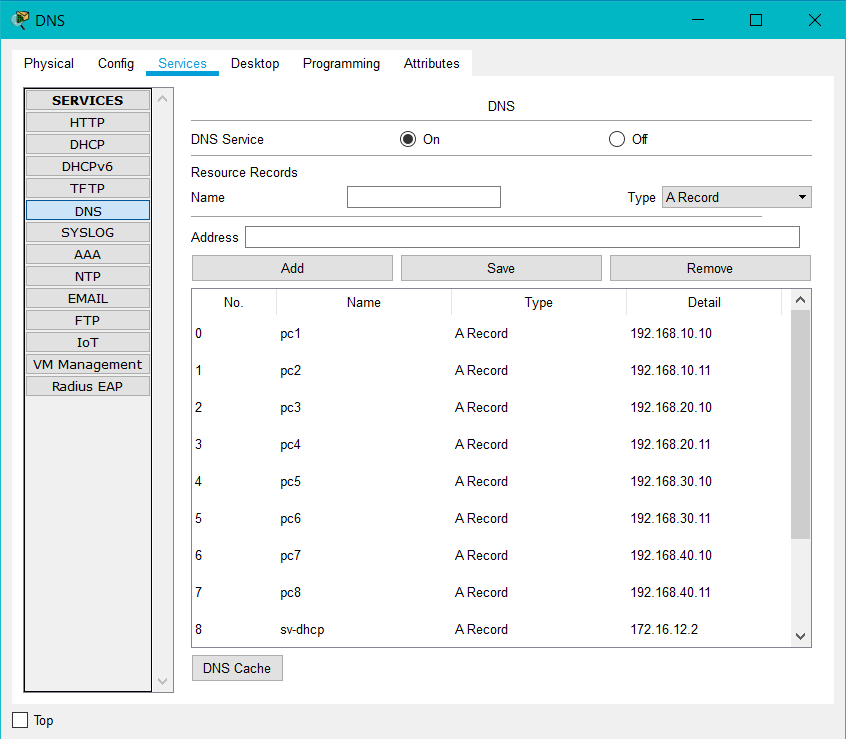 DNS
Physical Config Services Desktop Programming Attributes
SERVICES
HTTP
DHCP
DHCPv6
TFTP
DNS
SYSLOG
AAA
NTP
EMAIL
FTP
IoT
VM Management
Radius EAP
DNS
DNS Service On Off
Resource Records
Name Type A Record
Address
Add Save Remove
No. Name Type Detail
0 pc1 A Record 192.168.10.10
1 pc2 A Record 192.168.10.11
2 pc3 A Record 192.168.20.10
3 pc4 A Record 192.168.20.11
4 pc5 A Record 192.168.30.10
5 pc6 A Record 192.168.30.11
6 pc7 A Record 192.168.40.10
7 pc8 A Record 192.168.40.11
8 sv-dhcp A Record 172.16.12.2
DNS Cache
Top